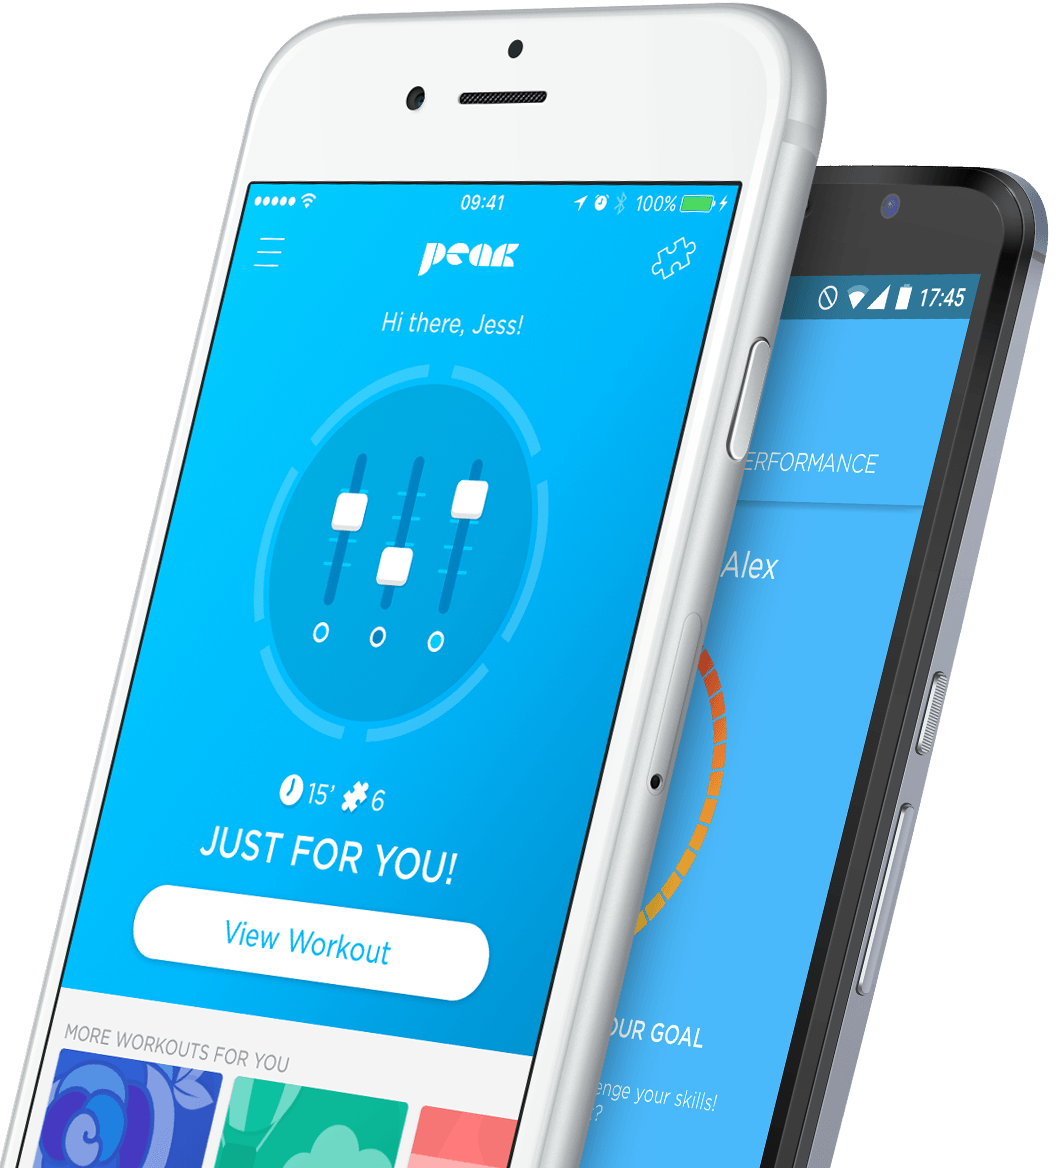 09:41
100%
peak
Hi there, Jess!
15’ 6
JUST FOR YOU!
View Workout
MORE WORKOUTS FOR YOU
17:45
ERFORMANCE
Alex
OUR GOAL
enge your skills!
?